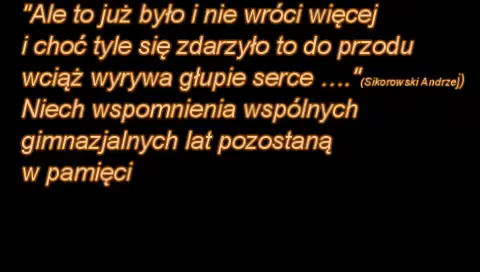 "Ale to już było i nie wróci więcej
i choć tyle się zdarzyło to do przodu
wciąż wyrywa głupie serce …."(Sikorowski Andrzej)
Niech wspomnienia wspólnych
gimnazjalnych lat pozostaną
w pamięci